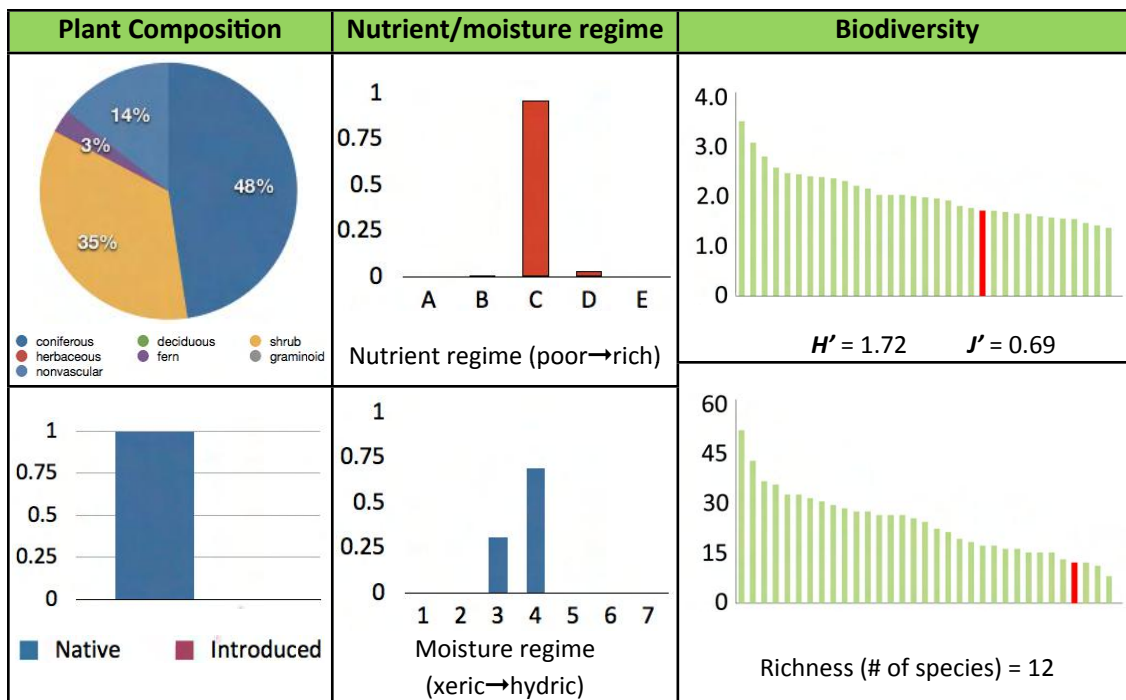 Plant Composition
Nutrient/moisture regime
Biodiversity
14%
3%
48%
35%
coniferous
deciduous
shrub
herbaceous
fern
graminoid
nonvascular
1
0.75
0.5
0.25
0
A B C D E
Nutrient regime (poor→rich)
4.0
3.0
2.0
1.0
0
H' = 1.72 J' = 0.69
1
0.75
0.5
0.25
0
Native Introduced
1
0.75
0.5
0.25
0
1 2 3 4 5 6 7
Moisture regime
(xeric→hydric)
60
45
30
15
0
Richness (# of species) = 12